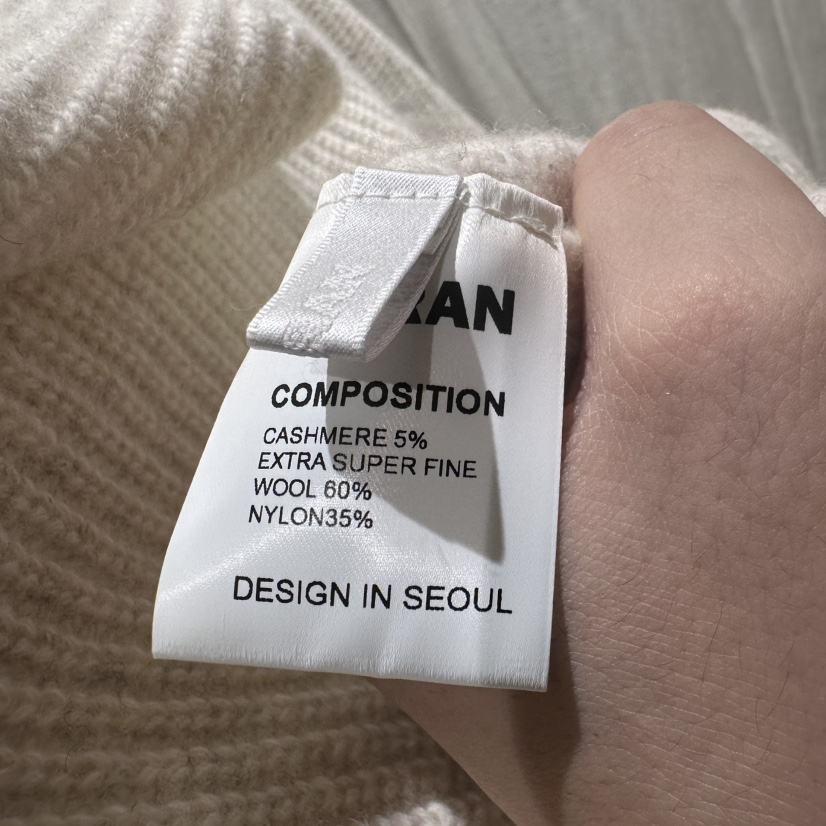 RAN
COMPOSITION
CASHMERE 5%
EXTRA SUPER FINE
WOOL 60%
NYLON35%
DESIGN IN SEOUL